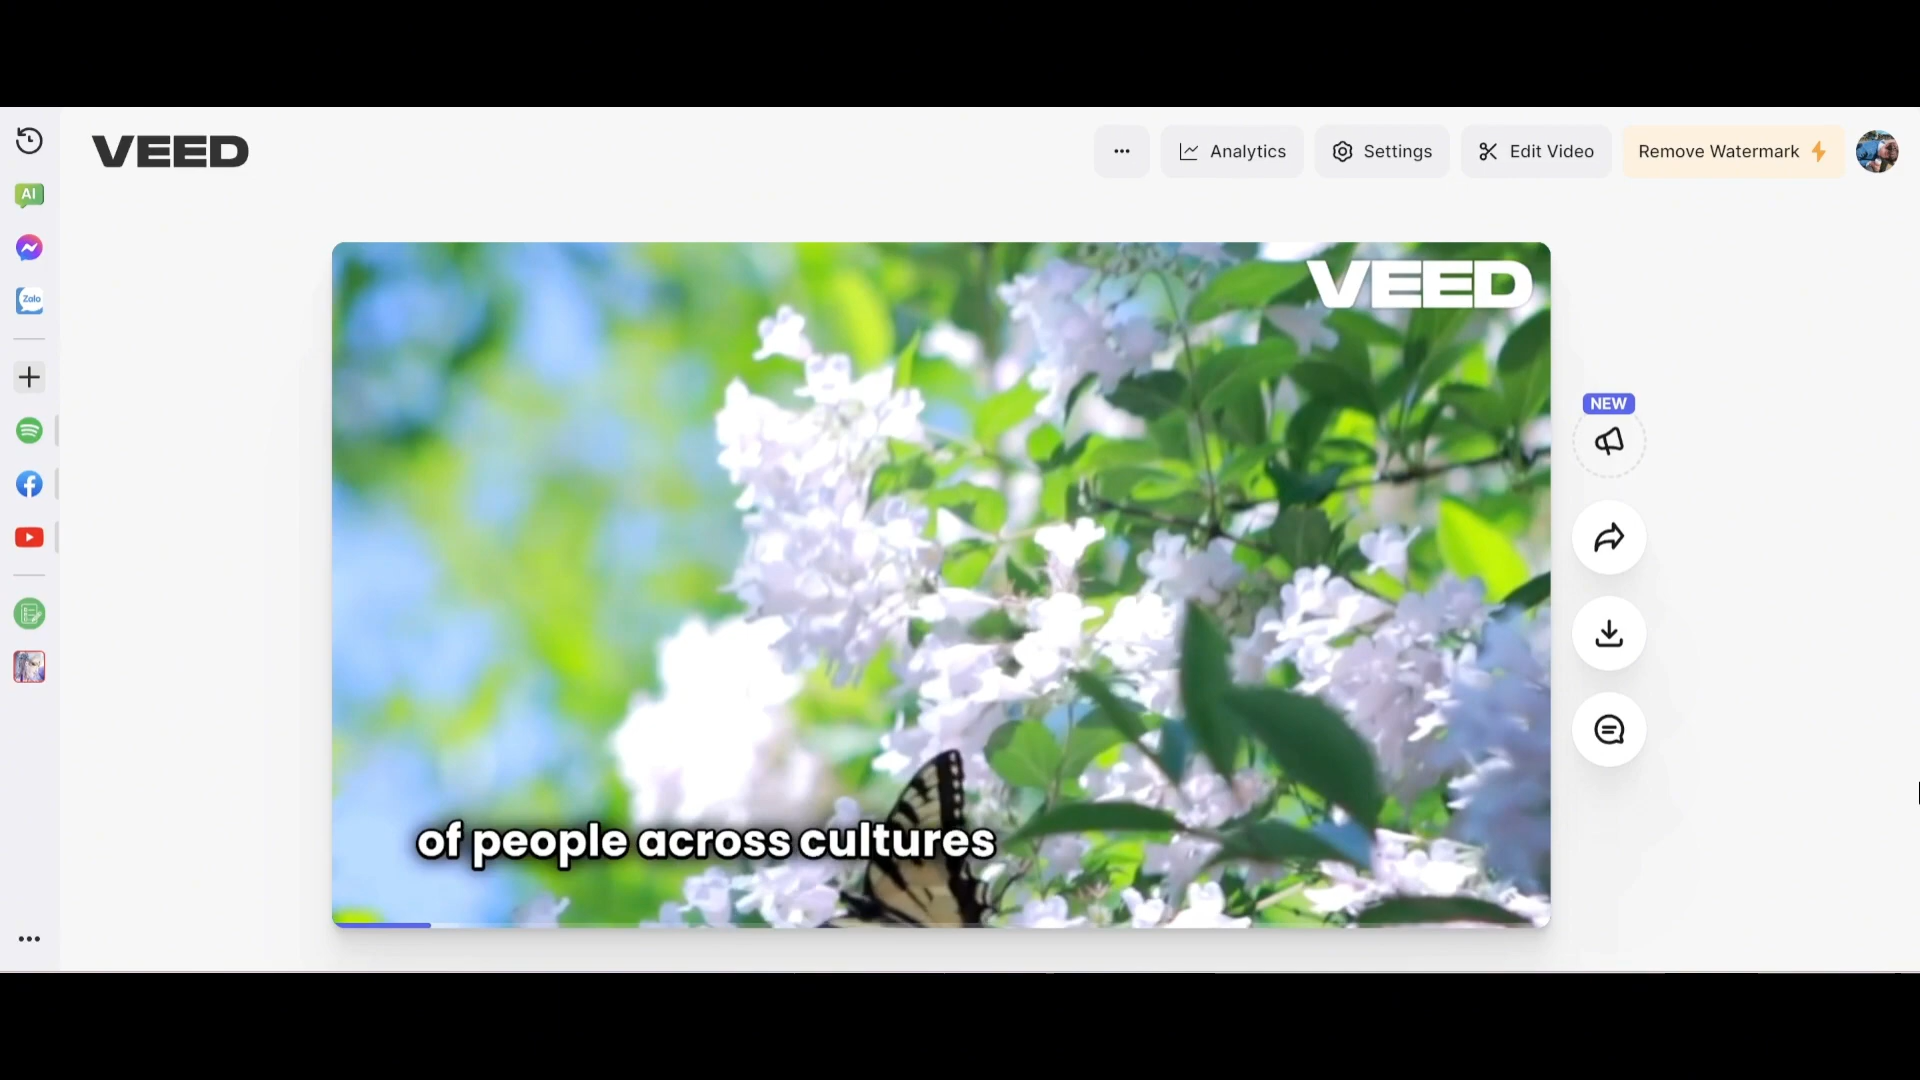 VEED
Analytics
Settings
Edit Video
Remove Watermark
AI
Zalo
VEED
NEW
of people across cultures